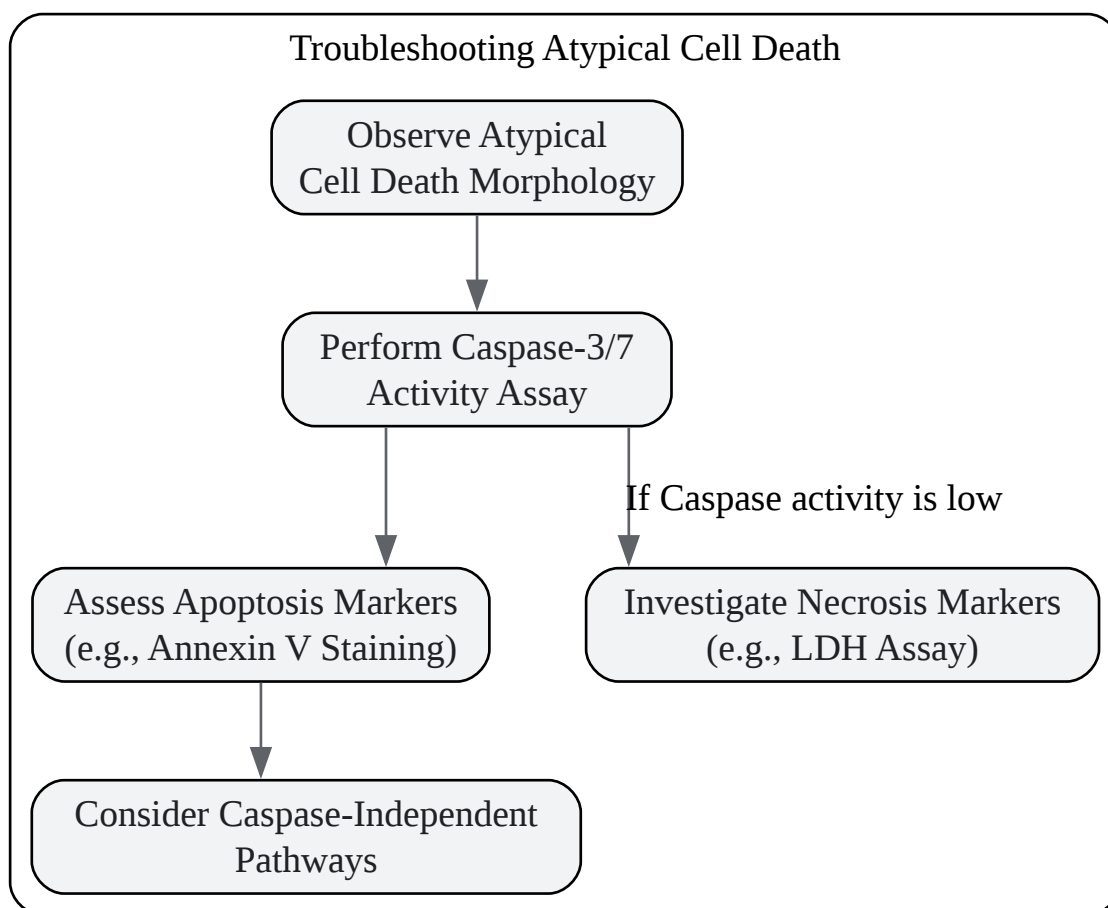 Troubleshooting Atypical Cell Death
Observe Atypical
Cell Death Morphology
Perform Caspase-3/7
Activity Assay
If Caspase activity is low
Assess Apoptosis Markers
(e.g., Annexin V Staining)
Investigate Necrosis Markers
(e.g., LDH Assay)
Consider Caspase-Independent
Pathways